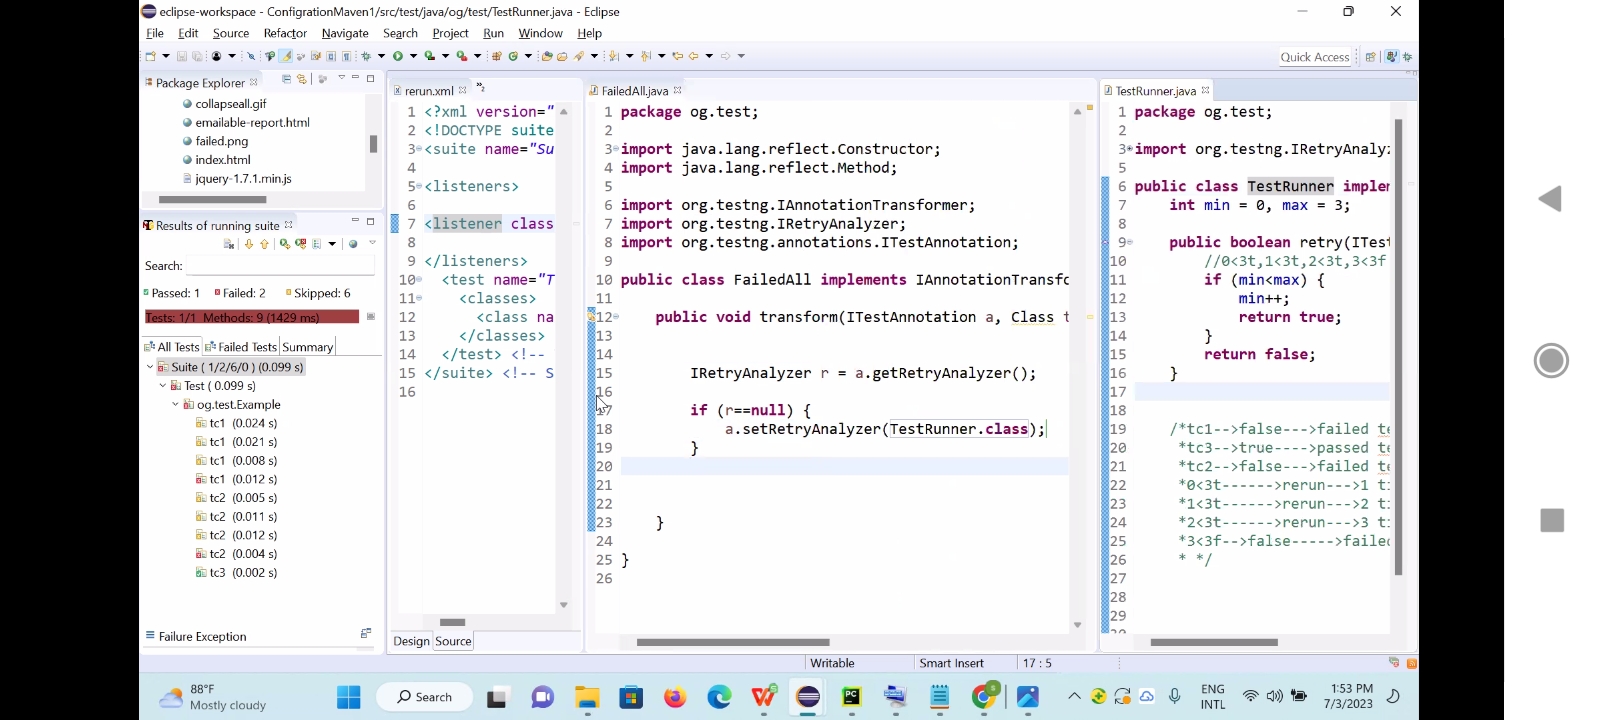 eclipse-workspace - ConfigrationMaven1/src/test/java/og/test/TestRunner.java - Eclipse
File Edit Source Refactor Navigate Search Project Run Window Help
Quick Access
Package Explorer
collapseall.gif
emailable-report.html
failed.png
index.html
jquery-1.7.1.min.js
Results of running suite
Search:
Passed: 1 Failed: 2 Skipped: 6
Tests: 1/1 Methods: 9 (1429 ms)
All Tests Failed Tests Summary
Suite ( 1/2/6/0 ) (0.099 s)
Test ( 0.099 s)
og.test.Example
tc1 (0.024 s)
tc1 (0.021 s)
tc1 (0.008 s)
tc1 (0.012 s)
tc2 (0.005 s)
tc2 (0.011 s)
tc2 (0.012 s)
tc2 (0.004 s)
tc3 (0.002 s)
Failure Exception
rerun.xml
1 <?xml version="
2 <!DOCTYPE suite
3 <suite name="Su
4
5 <listeners>
6
7 <listener class
8
9 </listeners>
10 <test name="T
11 <classes>
12 <class na
13 </classes>
14 </test> <!--
15 </suite> <!-- S
16
Design Source
FailedAll.java
1 package og.test;
2
3 import java.lang.reflect.Constructor;
4 import java.lang.reflect.Method;
5
6 import org.testng.IAnnotationTransformer;
7 import org.testng.IRetryAnalyzer;
8 import org.testng.annotations.ITestAnnotation;
9
10 public class FailedAll implements IAnnotationTransfo
11
12 public void transform(ITestAnnotation a, Class t
13
14
15 IRetryAnalyzer r = a.getRetryAnalyzer();
16
17 if (r==null) {
18 a.setRetryAnalyzer(TestRunner.class);
19 }
20
21
22
23 }
24
25 }
26
TestRunner.java
1 package og.test;
2
3 import org.testng.IRetryAnaly
5
6 public class TestRunner implem
7 int min = 0, max = 3;
8
9 public boolean retry(ITest
10 //0<3t,1<3t,2<3t,3<3f
11 if (min<max) {
12 min++;
13 return true;
14 }
15 return false;
16 }
17
18
19 /*tc1-->false--->failed te
20 *tc3-->true---->passed te
21 *tc2-->false--->failed te
22 *0<3t------>rerun--->1 ti
23 *1<3t------>rerun--->2 ti
24 *2<3t------>rerun--->3 ti
25 *3<3f-->false----->failed
26 * */
27
28
29
Writable Smart Insert 17 : 5
88°F
Mostly cloudy
Search
ENG
INTL
1:53 PM
7/3/2023